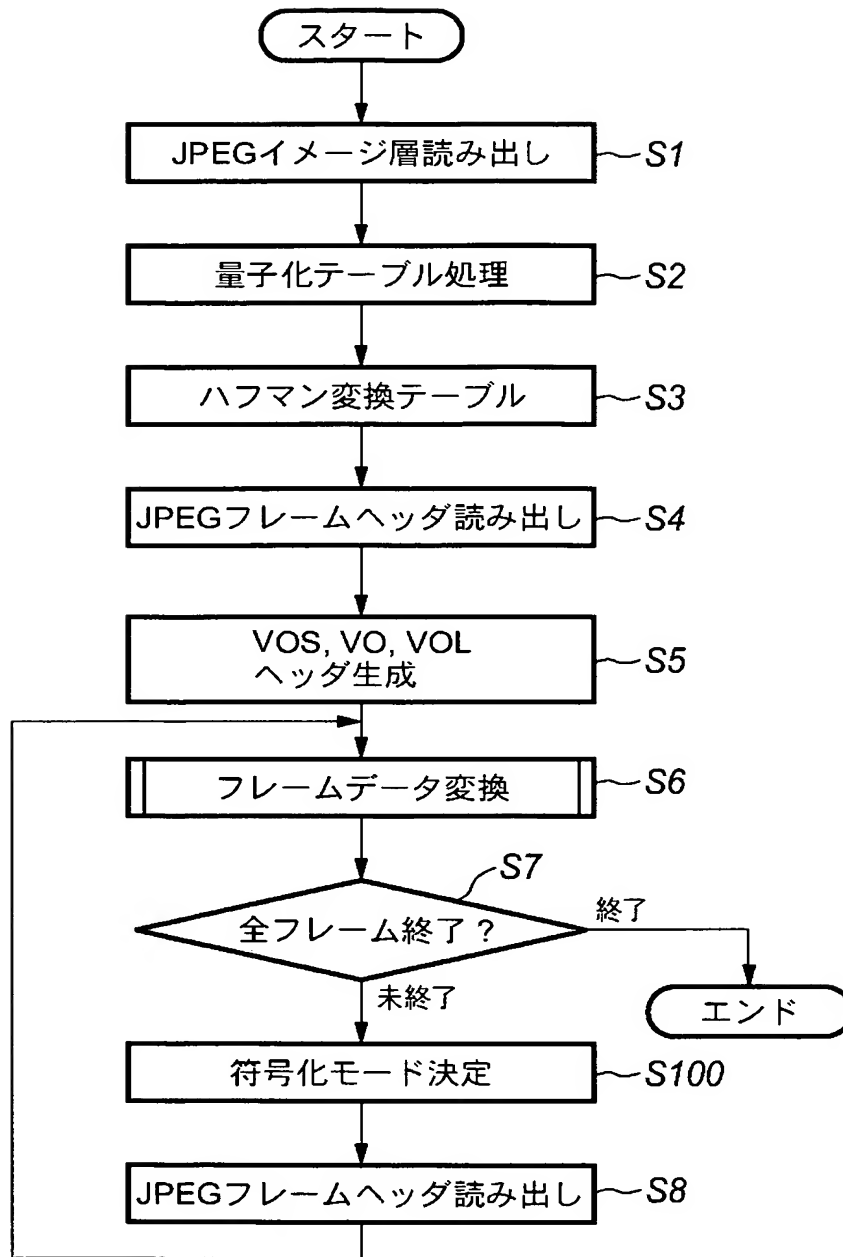 スタート
JPEGイメージ層読み出し S1
量子化テーブル処理 S2
ハフマン変換テーブル S3
JPEGフレームヘッダ読み出し S4
VOS, VO, VOL
ヘッダ生成 S5
フレームデータ変換 S6
S7
全フレーム終了？ 終了
未終了
エンド
符号化モード決定 S100
JPEGフレームヘッダ読み出し S8